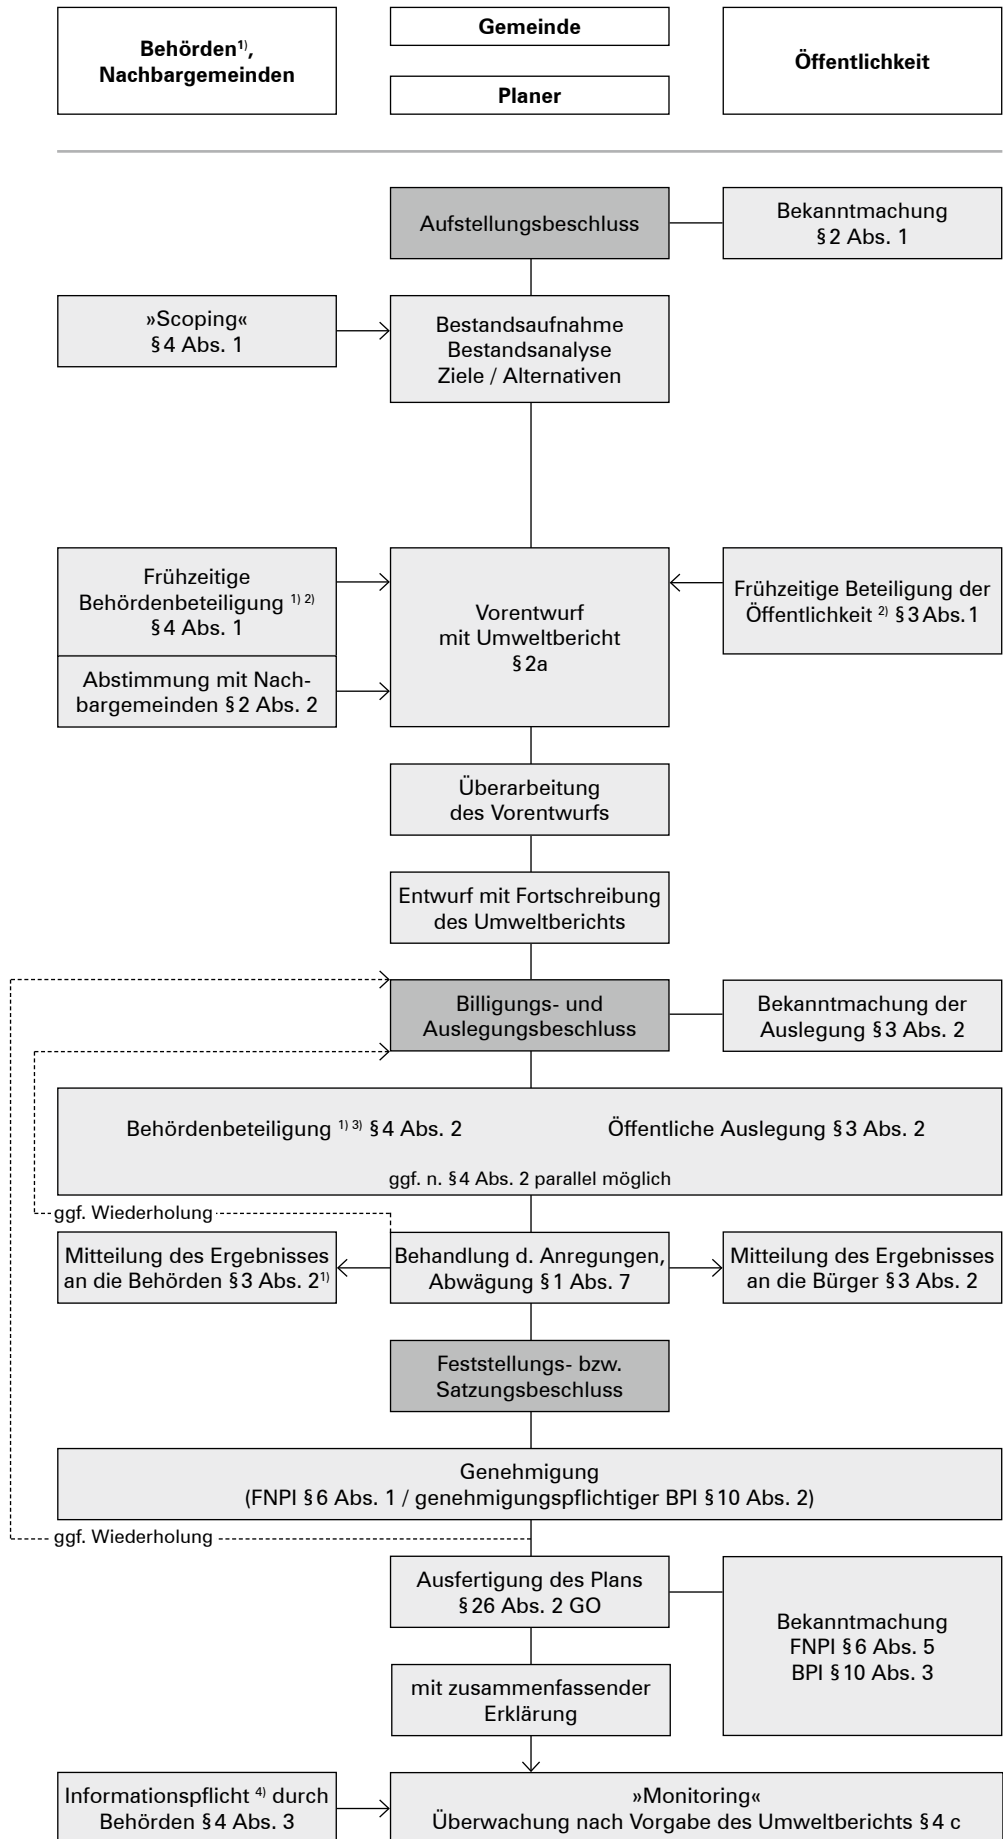 Behörden¹⁾,
Nachbargemeinden
Gemeinde
Planer
Öffentlichkeit
Aufstellungsbeschluss
Bekanntmachung
§ 2 Abs. 1
»Scoping«
§ 4 Abs. 1
Bestandsaufnahme
Bestandsanalyse
Ziele / Alternativen
Frühzeitige
Behördenbeteiligung ¹⁾ ²⁾
§ 4 Abs. 1
Abstimmung mit Nach-
bargemeinden § 2 Abs. 2
Vorentwurf
mit Umweltbericht
§ 2a
Frühzeitige Beteiligung der
Öffentlichkeit ²⁾ § 3 Abs. 1
Überarbeitung
des Vorentwurfs
Entwurf mit Fortschreibung
des Umweltberichts
Billigungs- und
Auslegungsbeschluss
Bekanntmachung der
Auslegung § 3 Abs. 2
Behördenbeteiligung ¹⁾ ³⁾ § 4 Abs. 2
Öffentliche Auslegung § 3 Abs. 2
ggf. n. § 4 Abs. 2 parallel möglich
ggf. Wiederholung
Mitteilung des Ergebnisses
an die Behörden § 3 Abs. 2¹⁾
Behandlung d. Anregungen,
Abwägung § 1 Abs. 7
Mitteilung des Ergebnisses
an die Bürger § 3 Abs. 2
Feststellungs- bzw.
Satzungsbeschluss
Genehmigung
(FNPl § 6 Abs. 1 / genehmigungspflichtiger BPl § 10 Abs. 2)
ggf. Wiederholung
Ausfertigung des Plans
§ 26 Abs. 2 GO
Bekanntmachung
FNPl § 6 Abs. 5
BPl § 10 Abs. 3
mit zusammenfassender
Erklärung
Informationspflicht ⁴⁾ durch
Behörden § 4 Abs. 3
»Monitoring«
Überwachung nach Vorgabe des Umweltberichts § 4 c